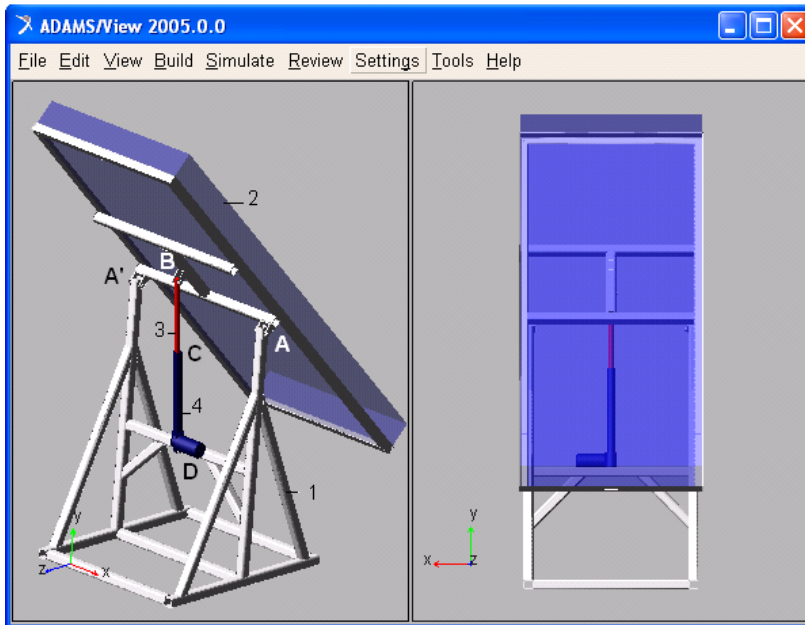 ADAMS/View 2005.0.0
File Edit View Build Simulate Review Settings Tools Help
2
B
A'
A
3
C
4
D
1
y
z
x
y
x
z